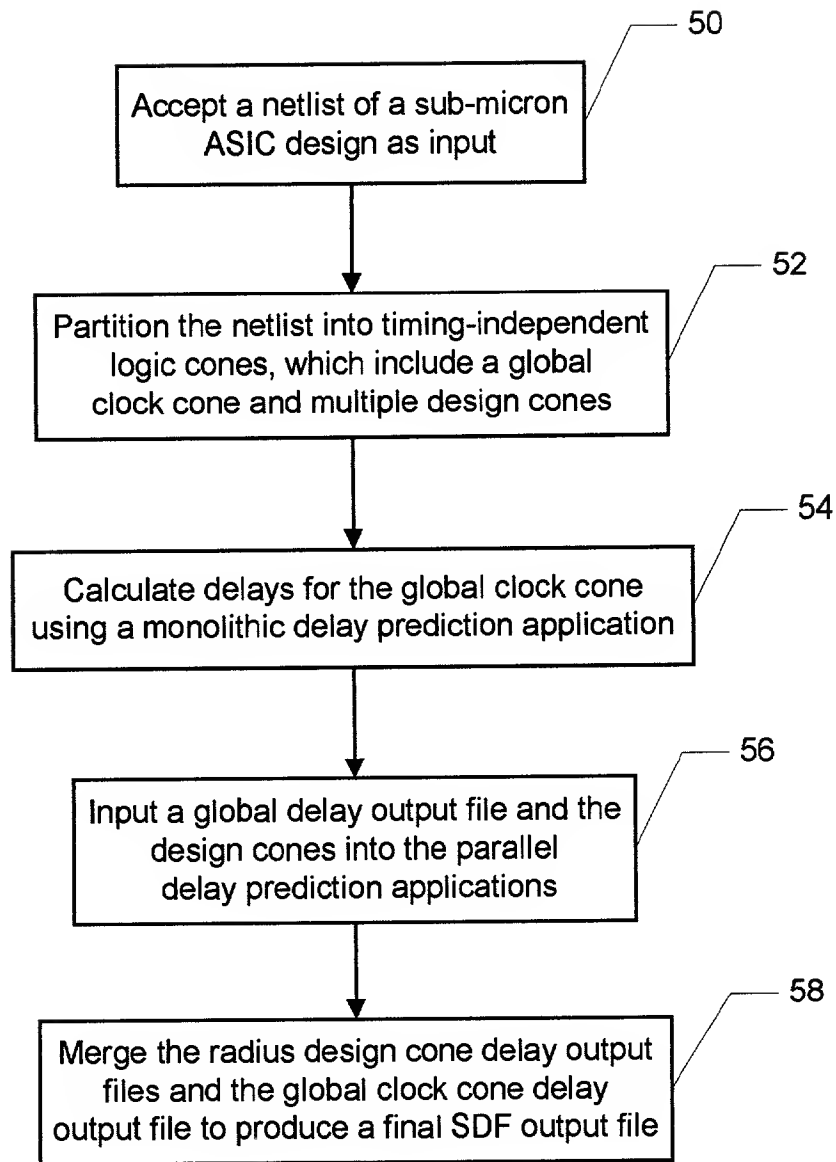 50
Accept a netlist of a sub-micron
ASIC design as input
52
Partition the netlist into timing-independent
logic cones, which include a global
clock cone and multiple design cones
54
Calculate delays for the global clock cone
using a monolithic delay prediction application
56
Input a global delay output file and the
design cones into the parallel
delay prediction applications
58
Merge the radius design cone delay output
files and the global clock cone delay
output file to produce a final SDF output file